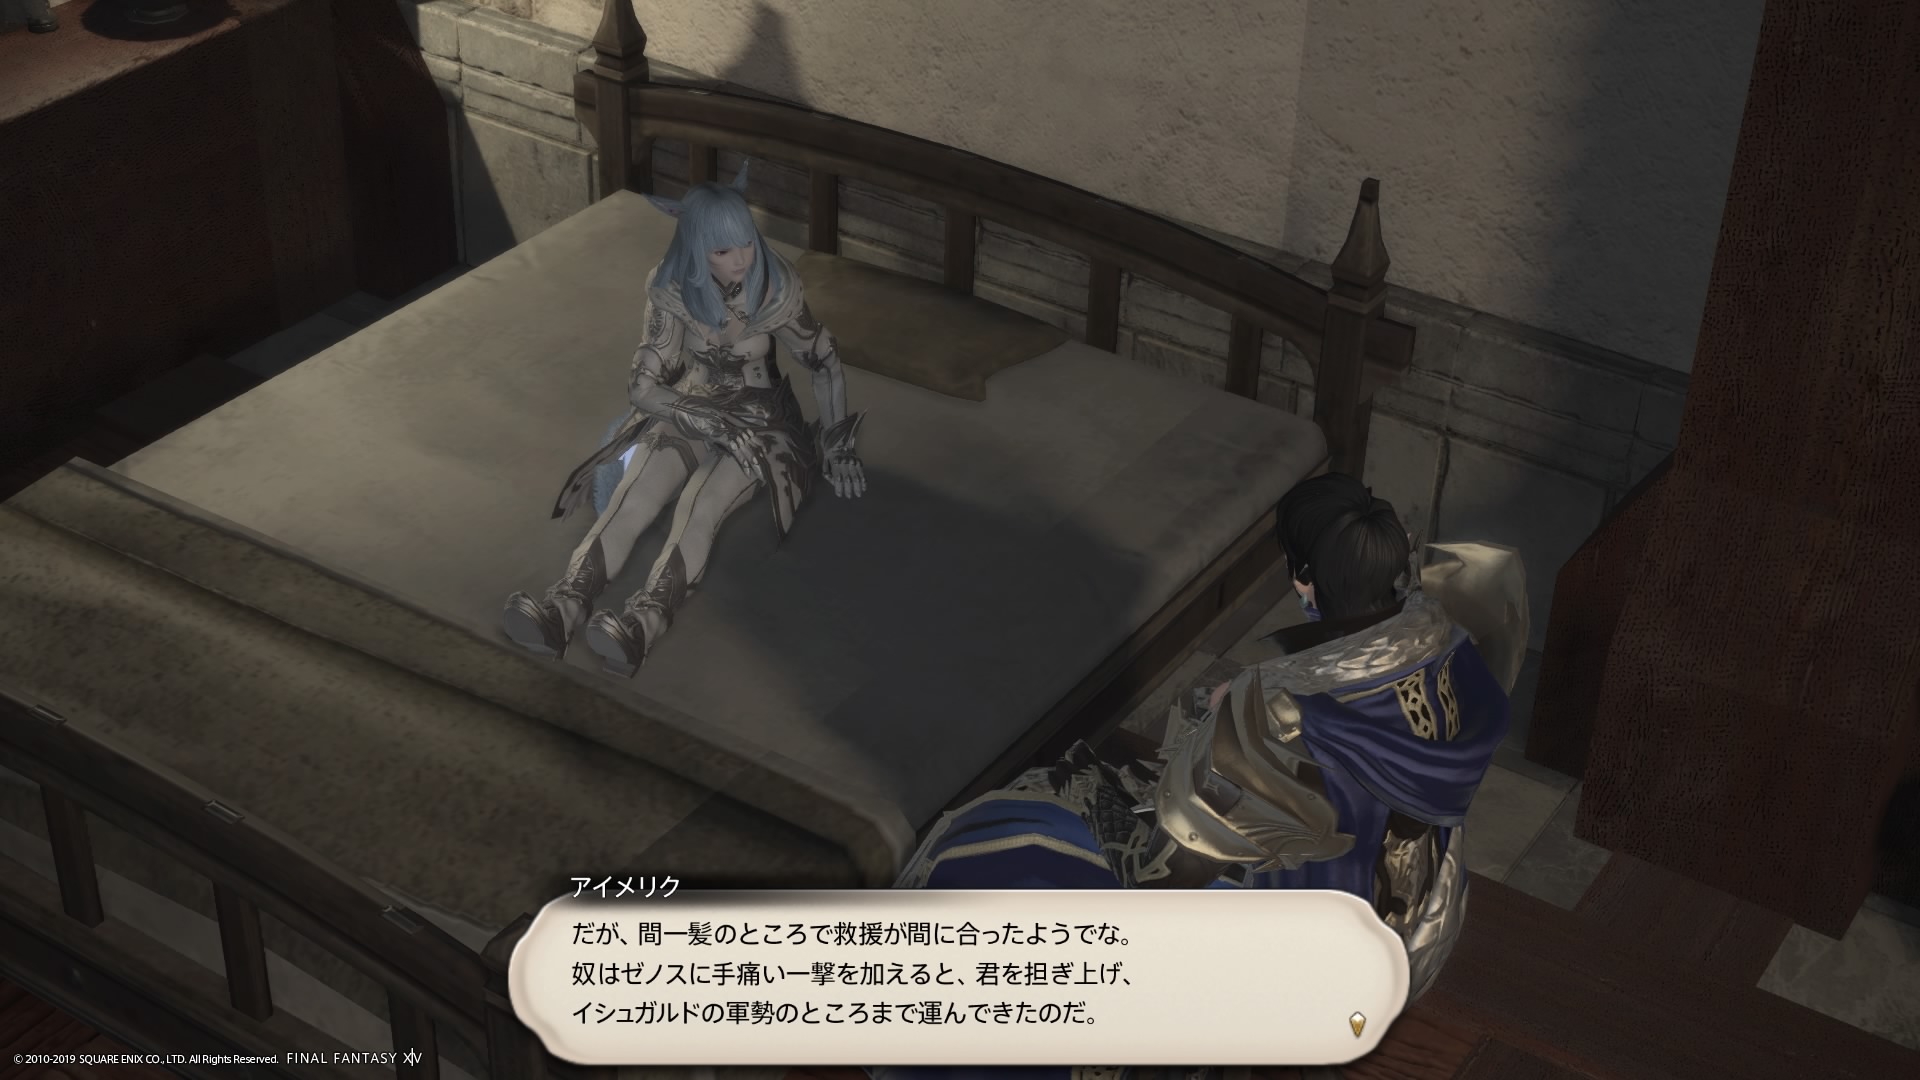 アイメリク
だが、間一髪のところで救援が間に合ったようでな。
奴はゼノスに手痛い一撃を加えると、君を担ぎ上げ、
イシュガルドの軍勢のところまで運んできたのだ。
© 2010-2019 SQUARE ENIX CO., LTD. All Rights Reserved. FINAL FANTASY XIV